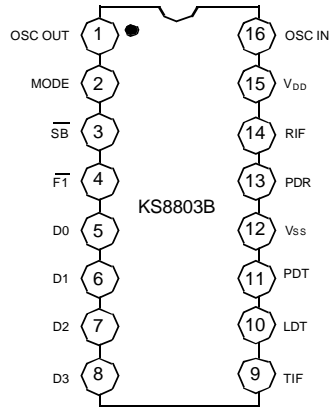 OSC OUT 1 16 OSC IN
MODE 2 15 VDD
SB 3 14 RIF
F1 4 13 PDR
KS8803B
D0 5 12 VSS
D1 6 11 PDT
D2 7 10 LDT
D3 8 9 TIF